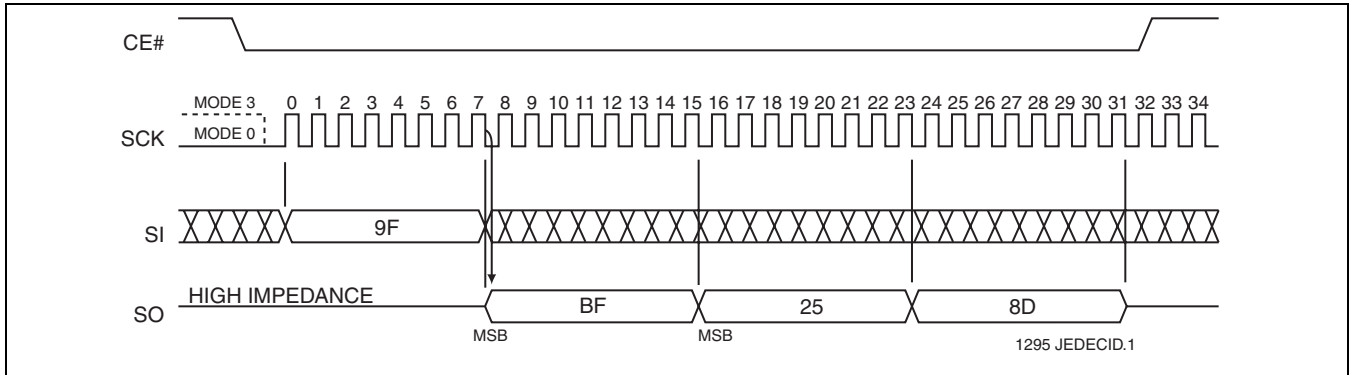 CE#
MODE 3
0 1 2 3 4 5 6 7 8 9 10 11 12 13 14 15 16 17 18 19 20 21 22 23 24 25 26 27 28 29 30 31 32 33 34
SCK
MODE 0
SI
9F
SO
HIGH IMPEDANCE
BF
25
8D
MSB
MSB
1295 JEDECID.1